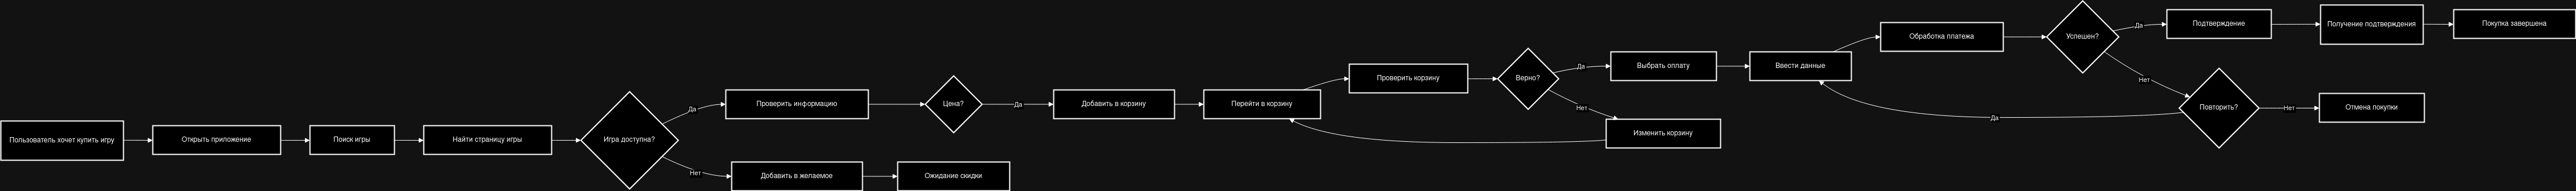 Пользователь хочет купить игру
Открыть приложение
Поиск игры
Найти страницу игры
Игра доступна?
Да
Проверить информацию
Цена?
Да
Добавить в корзину
Перейти в корзину
Проверить корзину
Верно?
Да
Выбрать оплату
Ввести данные
Обработка платежа
Успешен?
Да
Подтверждение
Получение подтверждения
Покупка завершена
Нет
Повторить?
Нет
Отмена покупки
Да
Нет
Изменить корзину
Нет
Добавить в желаемое
Ожидание скидки